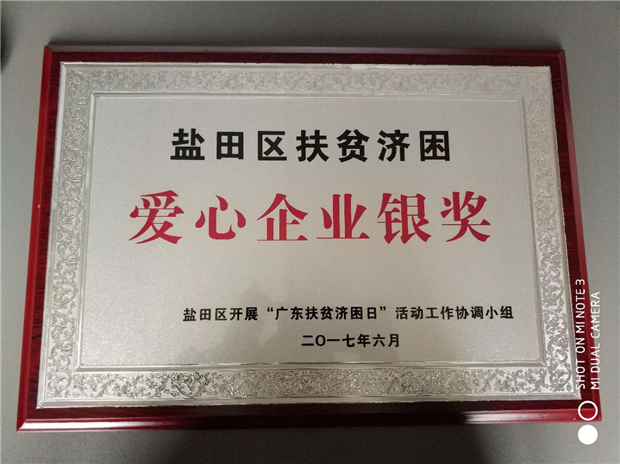 盐田区扶贫济困
爱心企业银奖
盐田区开展“广东扶贫济困日”活动工作协调小组
二〇一七年六月
SHOT ON MI NOTE 3
MI DUAL CAMERA